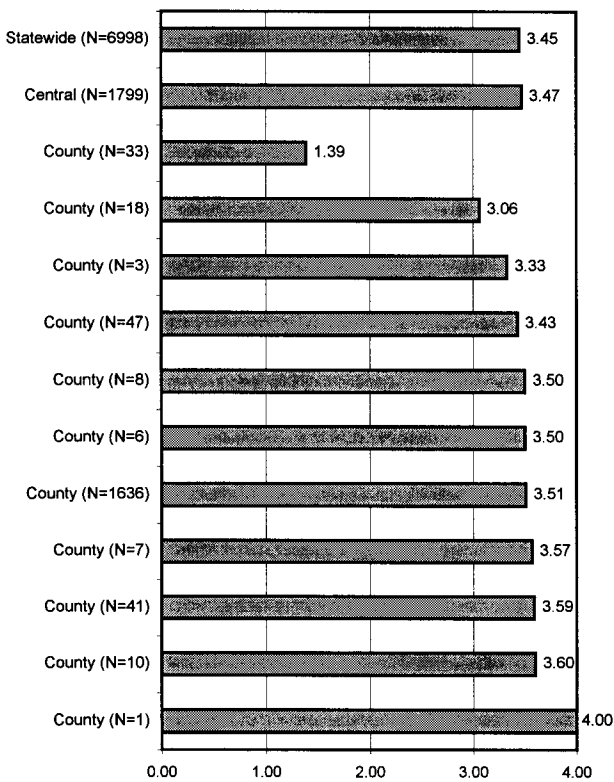 Statewide (N=6998) 3.45
Central (N=1799) 3.47
County (N=33) 1.39
County (N=18) 3.06
County (N=3) 3.33
County (N=47) 3.43
County (N=8) 3.50
County (N=6) 3.50
County (N=1636) 3.51
County (N=7) 3.57
County (N=41) 3.59
County (N=10) 3.60
County (N=1) 4.00
0.00 1.00 2.00 3.00 4.00